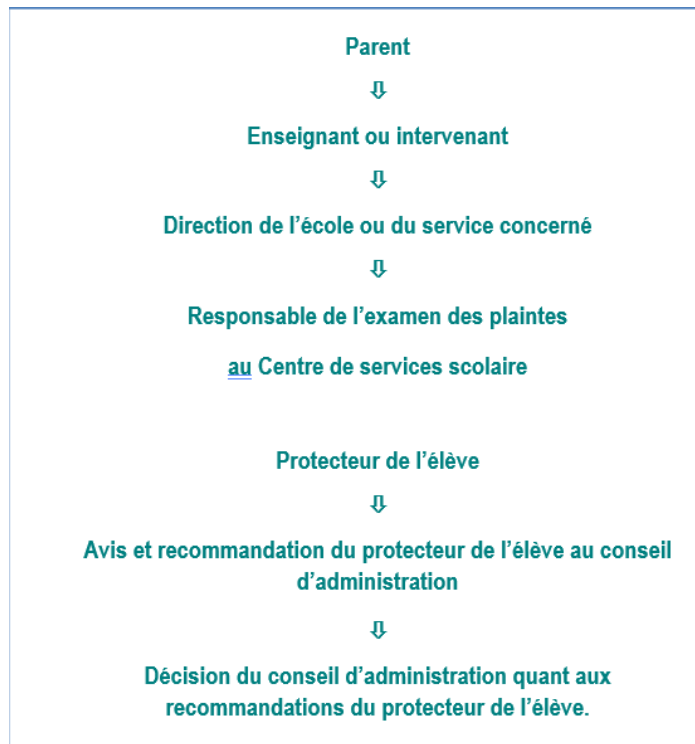 Parent
⇩
Enseignant ou intervenant
⇩
Direction de l'école ou du service concerné
⇩
Responsable de l'examen des plaintes
au Centre de services scolaire
Protecteur de l'élève
⇩
Avis et recommandation du protecteur de l'élève au conseil
d'administration
⇩
Décision du conseil d'administration quant aux
recommandations du protecteur de l'élève.